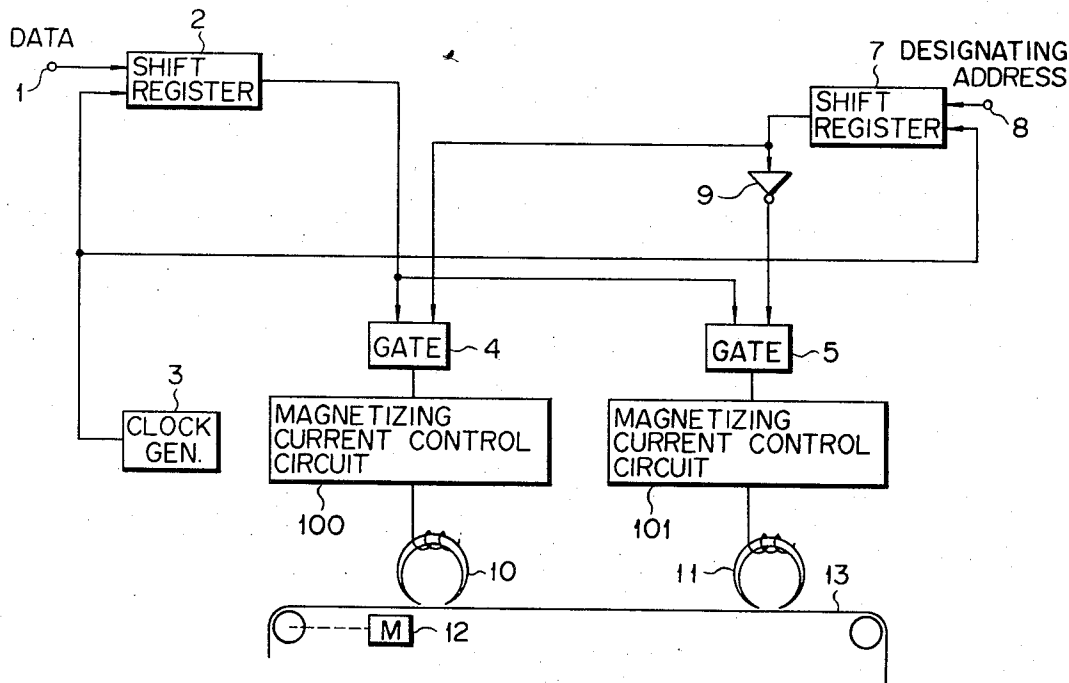 DATA
1
2
SHIFT
REGISTER
7 DESIGNATING
ADDRESS
SHIFT
REGISTER
8
9
GATE
4
GATE
5
3
CLOCK
GEN.
MAGNETIZING
CURRENT CONTROL
CIRCUIT
100
MAGNETIZING
CURRENT CONTROL
CIRCUIT
101
10
11
13
M
12